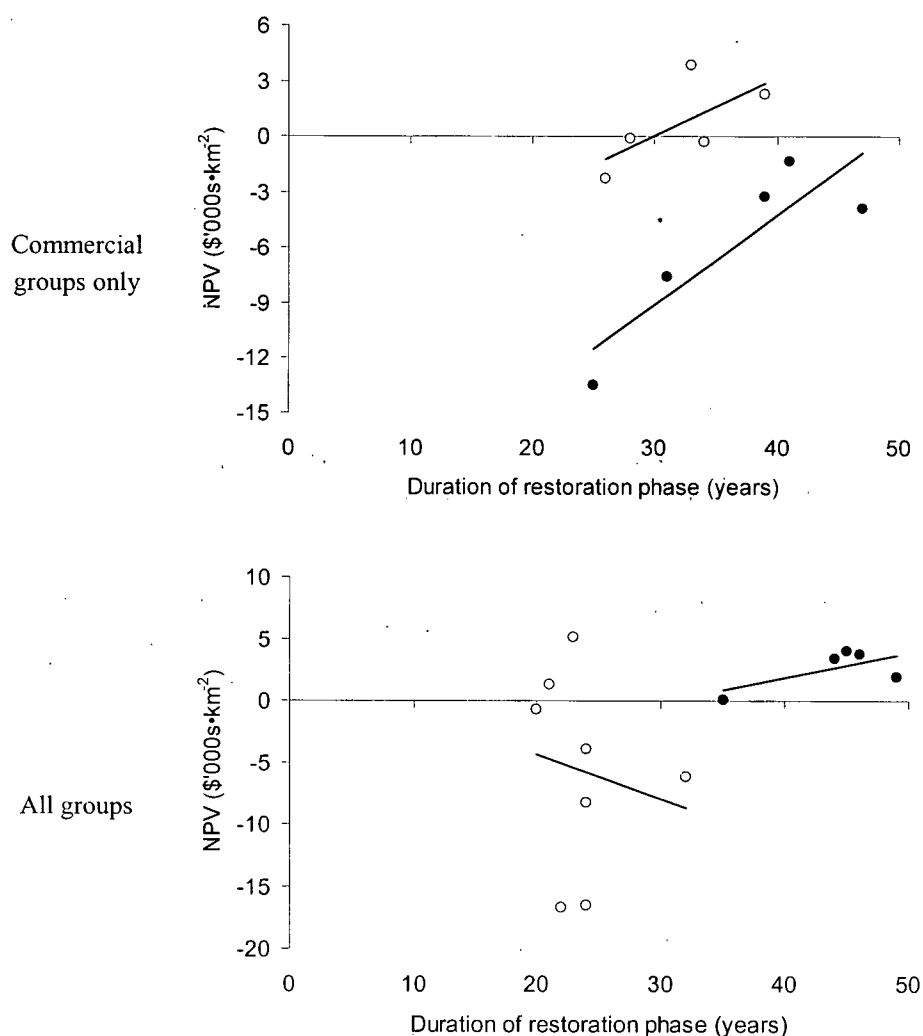 Commercial
groups only
NPV ($'000s•km-2)
6
3
0
-3
-6
-9
-12
-15
0 10 20 30 40 50
Duration of restoration phase (years)
All groups
NPV ($'000s•km-2)
10
5
0
-5
-10
-15
-20
0 10 20 30 40 50
Duration of restoration phase (years)